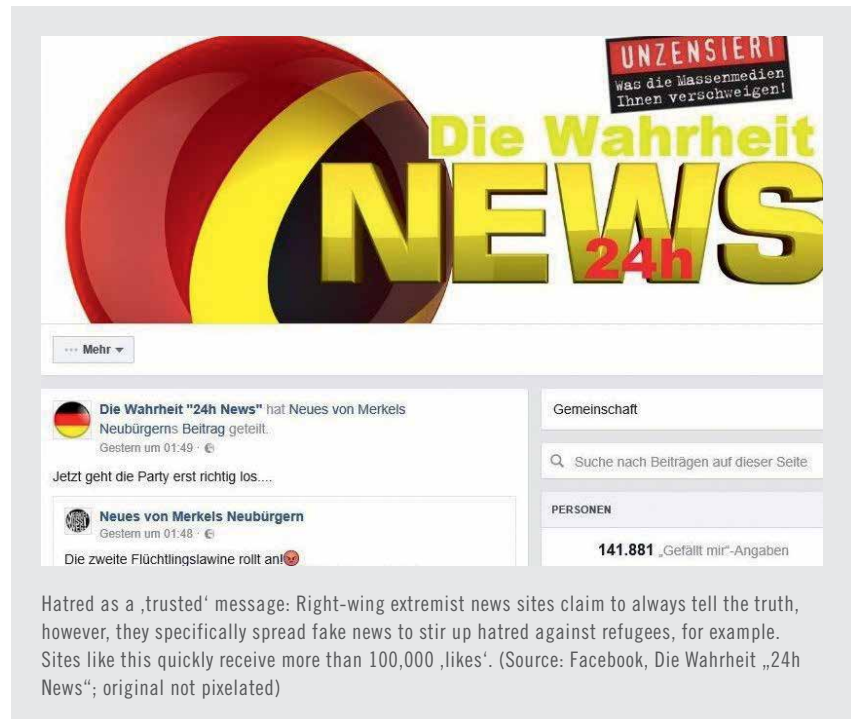 UNZENSIERT
Was die Massenmedien
Ihnen verschweigen!
Die Wahrheit
NEWS
24h
··· Mehr
Die Wahrheit "24h News" hat Neues von Merkels
Neubürgerns Beitrag geteilt.
Gestern um 01:49 ·
Jetzt geht die Party erst richtig los....
Neues von Merkels Neubürgern
Gestern um 01:48 ·
Die zweite Flüchtlingslawine rollt an!
Gemeinschaft
Suche nach Beiträgen auf dieser Seite
PERSONEN
141.881 „Gefällt mir"-Angaben
Hatred as a ‚trusted‘ message: Right-wing extremist news sites claim to always tell the truth,
however, they specifically spread fake news to stir up hatred against refugees, for example.
Sites like this quickly receive more than 100,000 ‚likes‘. (Source: Facebook, Die Wahrheit „24h
News“; original not pixelated)